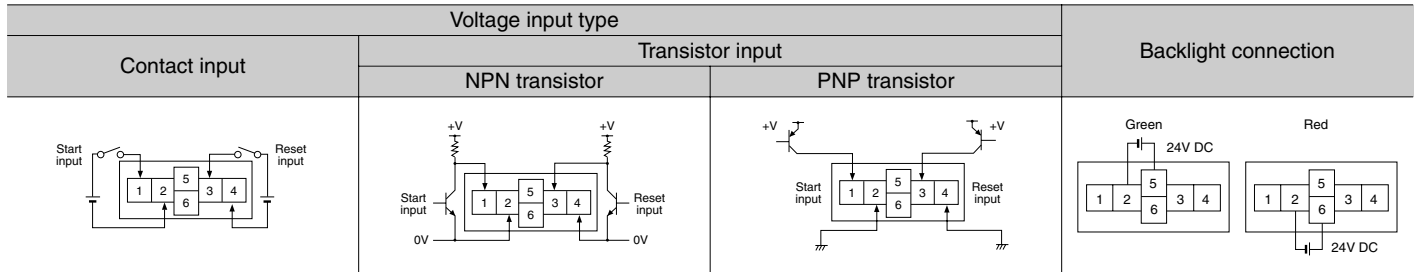 Voltage input type
Contact input
Transistor input
Backlight connection
NPN transistor
PNP transistor
Start
input
Reset
input
1 2 5 3 4
6
+V
+V
Start
input
Reset
input
1 2 5 3 4
6
0V
0V
+V
+V
Start
input
Reset
input
1 2 5 3 4
6
Green
24V DC
1 2 5 3 4
6
Red
1 2 5 3 4
6
24V DC